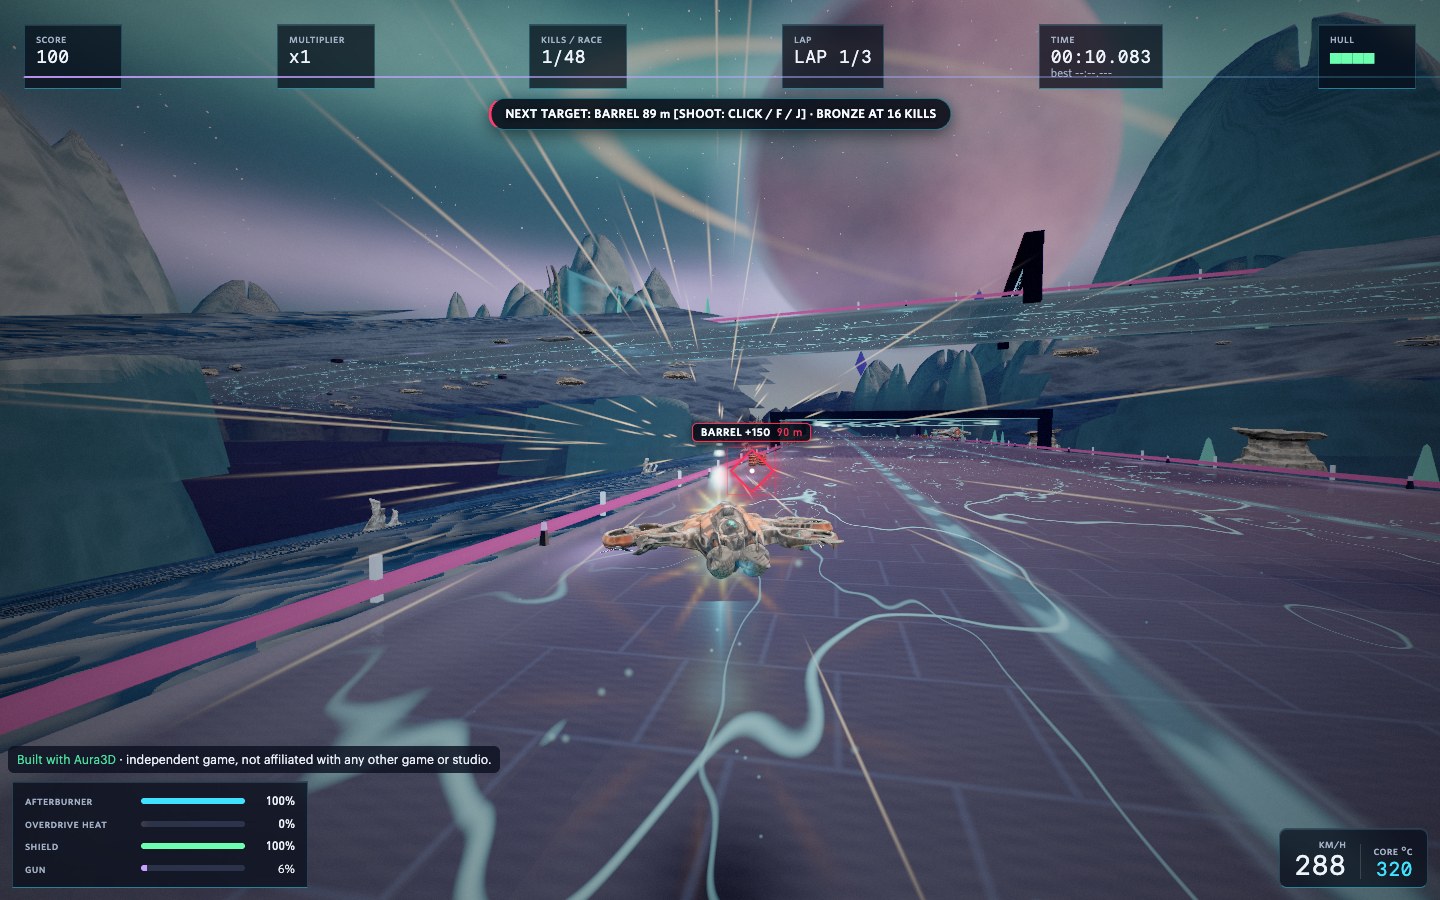 SCORE
100
MULTIPLIER
x1
KILLS / RACE
1/48
LAP
LAP 1/3
TIME
00:10.083
best --:--.---
HULL
NEXT TARGET: BARREL 89 m [SHOOT: CLICK / F / J] · BRONZE AT 16 KILLS
BARREL +150 90 m
Built with Aura3D · independent game, not affiliated with any other game or studio.
AFTERBURNER 100%
OVERDRIVE HEAT 0%
SHIELD 100%
GUN 6%
KM/H
288
CORE °C
320